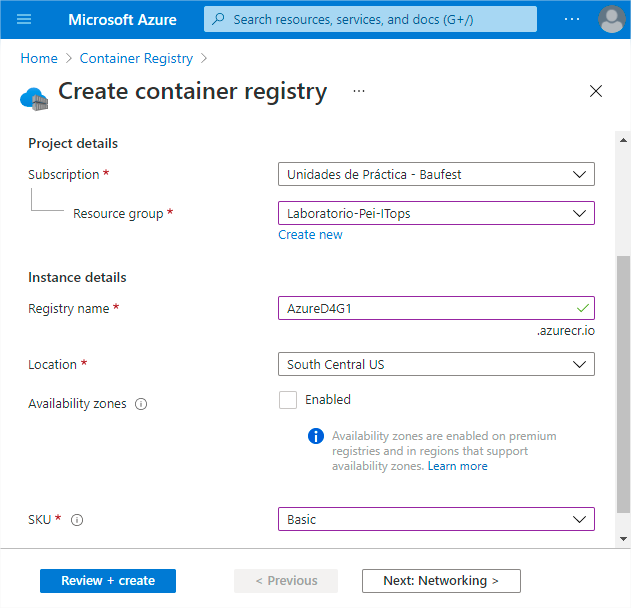 Microsoft Azure
Search resources, services, and docs (G+/)
...
Home > Container Registry >
Create container registry ...
Project details
Subscription *
Unidades de Práctica - Baufest
Resource group *
Laboratorio-Pei-ITops
Create new
Instance details
Registry name *
AzureD4G1
.azurecr.io
Location *
South Central US
Availability zones
Enabled
Availability zones are enabled on premium
registries and in regions that support
availability zones. Learn more
SKU *
Basic
Review + create
< Previous
Next: Networking >